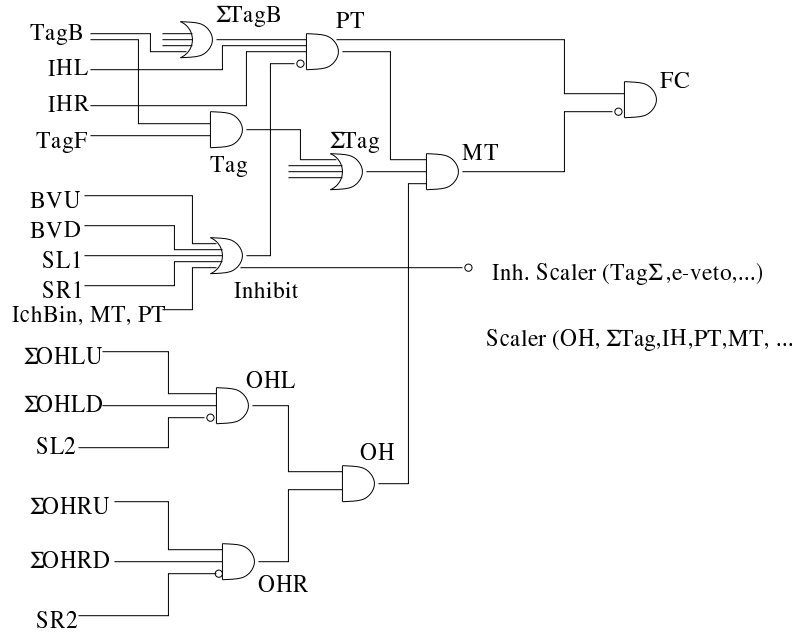 ΣTagB
PT
TagB
IHL
IHR
TagF
Tag
ΣTag
MT
FC
BVU
BVD
SL1
SR1
IchBin, MT, PT
Inhibit
Inh. Scaler (TagΣ,e-veto,...)
Scaler (OH, ΣTag,IH,PT,MT, ...
ΣOHLU
ΣOHLD
SL2
OHL
OH
ΣOHRU
ΣOHRD
SR2
OHR